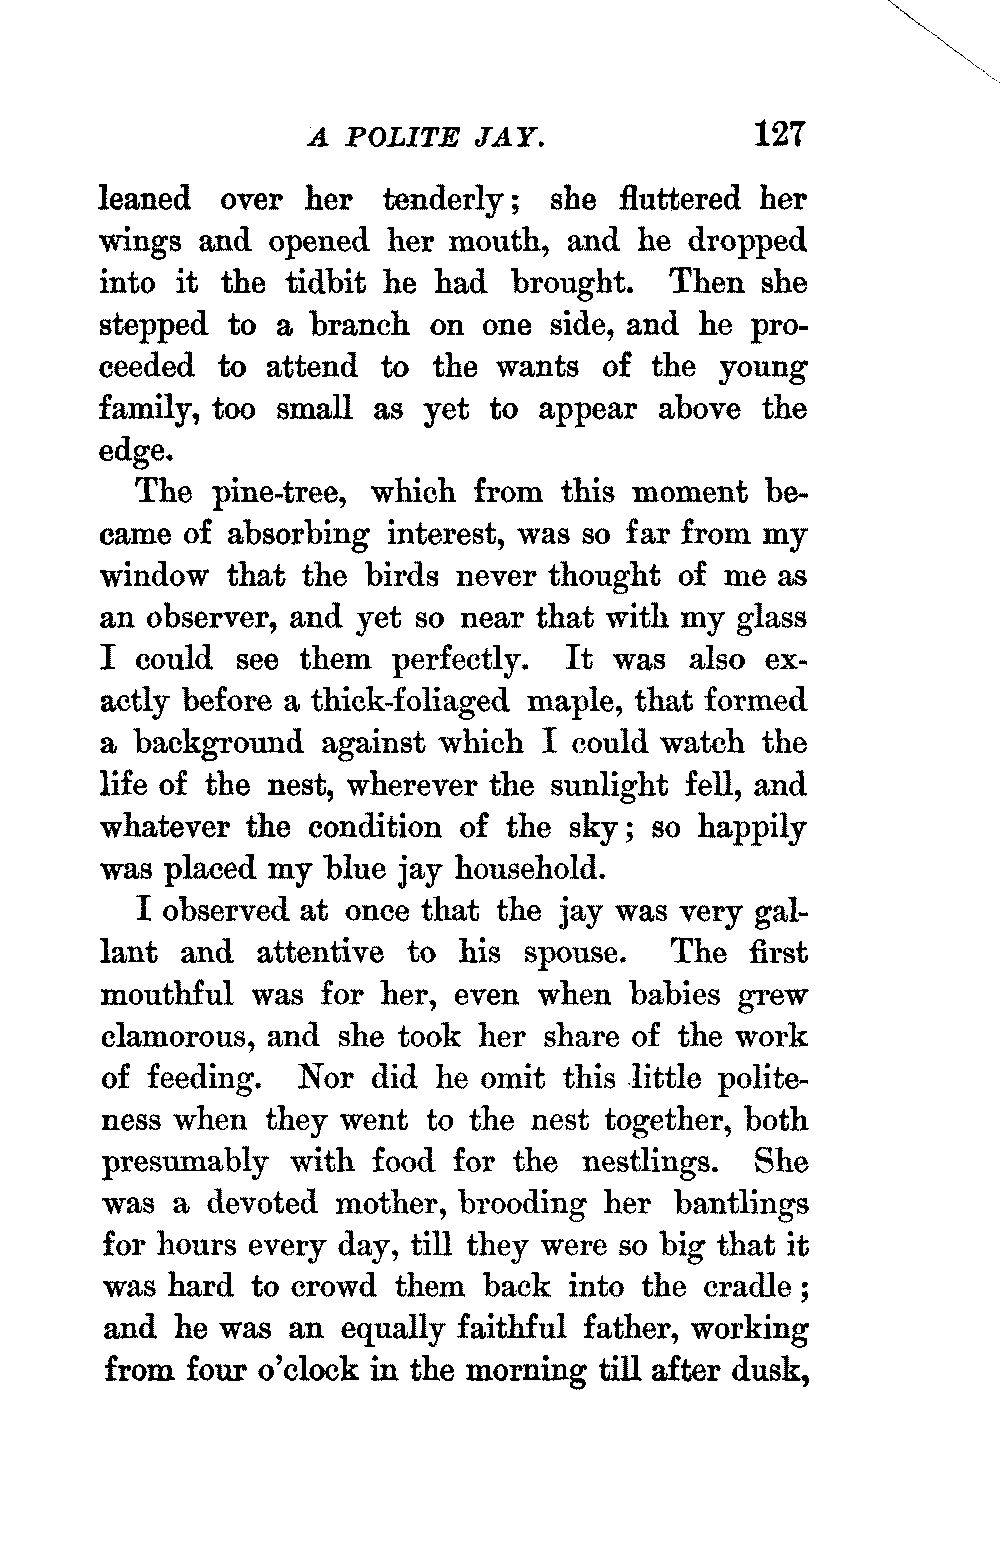 A POLITE JAY. 127
leaned over her tenderly; she fluttered her
wings and opened her mouth, and he dropped
into it the tidbit he had brought. Then she
stepped to a branch on one side, and he pro-
ceeded to attend to the wants of the young
family, too small as yet to appear above the
edge.
The pine-tree, which from this moment be-
came of absorbing interest, was so far from my
window that the birds never thought of me as
an observer, and yet so near that with my glass
I could see them perfectly. It was also ex-
actly before a thick-foliaged maple, that formed
a background against which I could watch the
life of the nest, wherever the sunlight fell, and
whatever the condition of the sky; so happily
was placed my blue jay household.
I observed at once that the jay was very gal-
lant and attentive to his spouse. The first
mouthful was for her, even when babies grew
clamorous, and she took her share of the work
of feeding. Nor did he omit this little polite-
ness when they went to the nest together, both
presumably with food for the nestlings. She
was a devoted mother, brooding her bantlings
for hours every day, till they were so big that it
was hard to crowd them back into the cradle;
and he was an equally faithful father, working
from four o'clock in the morning till after dusk,